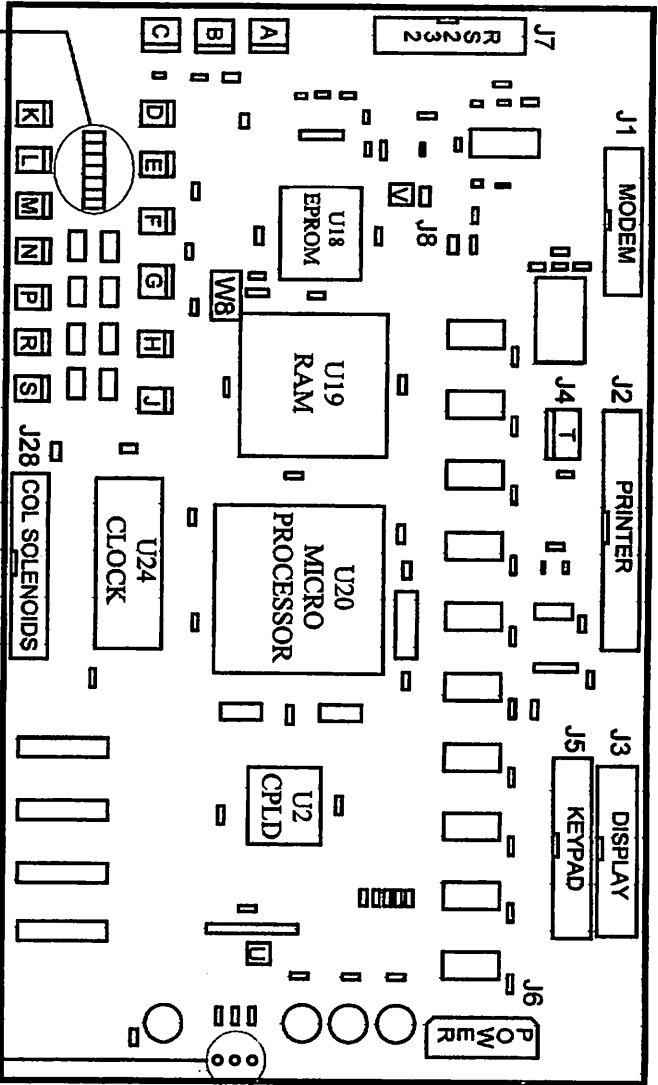 J7
RS232
J1
MODEM
J2
PRINTER
J3
DISPLAY
J4
T
J5
KEYPAD
J6
POWER
J8
V
U18
EPROM
W8
U19
RAM
U20
MICRO
PROCESSOR
U2
CPLD
U
U24
CLOCK
J28
COL SOLENOIDS
A
B
C
D
E
F
G
H
J
K
L
M
N
P
R
S